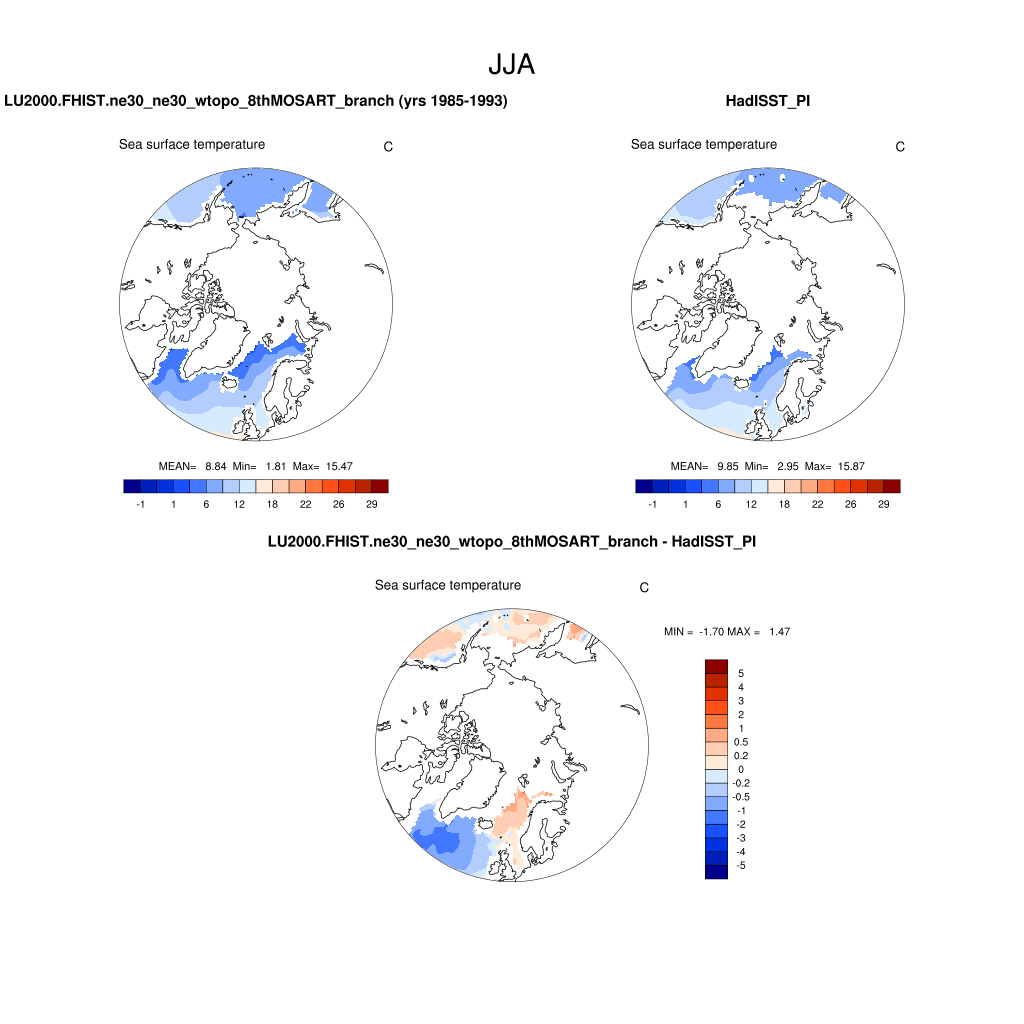 JJA
LU2000.FHIST.ne30_ne30_wtopo_8thMOSART_branch (yrs 1985-1993)
HadISST_PI
Sea surface temperature C
Sea surface temperature C
MEAN= 8.84 Min= 1.81 Max= 15.47
MEAN= 9.85 Min= 2.95 Max= 15.87
-1 1 6 12 18 22 26 29
-1 1 6 12 18 22 26 29
LU2000.FHIST.ne30_ne30_wtopo_8thMOSART_branch - HadISST_PI
Sea surface temperature C
MIN = -1.70 MAX = 1.47
5
4
3
2
1
0.5
0.2
0
-0.2
-0.5
-1
-2
-3
-4
-5